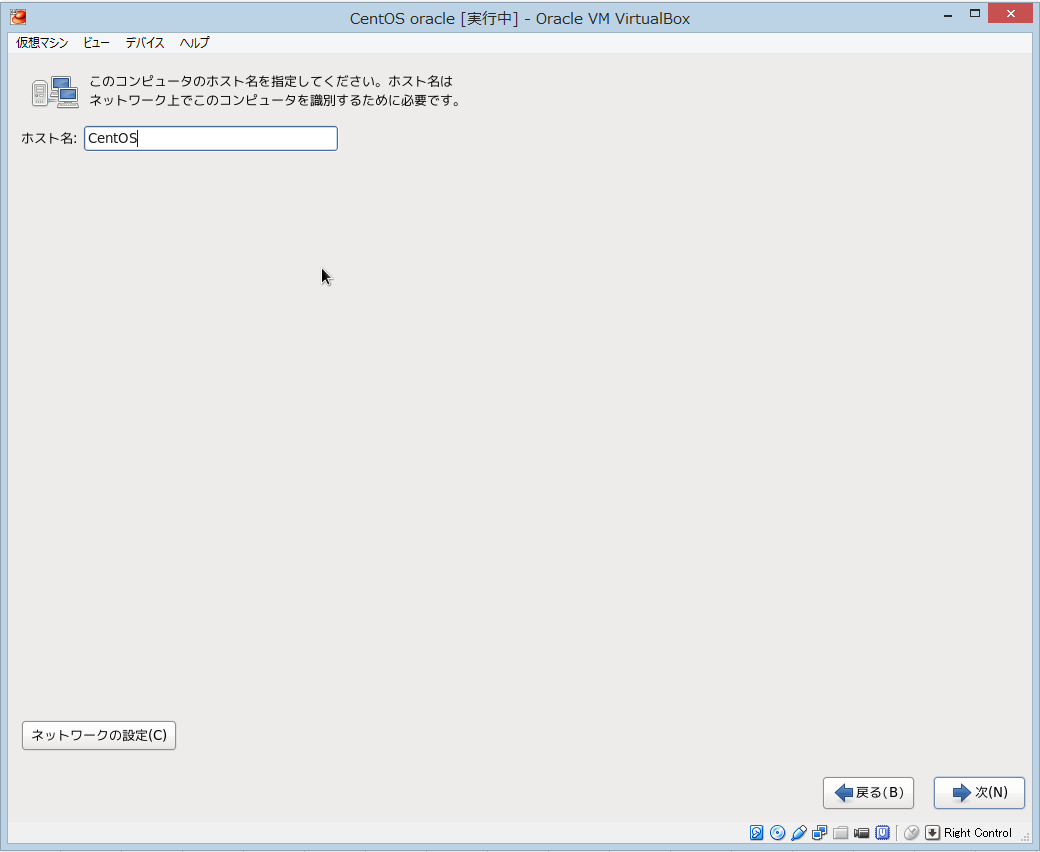 CentOS oracle [実行中] - Oracle VM VirtualBox
仮想マシン ビュー デバイス ヘルプ
このコンピュータのホスト名を指定してください。ホスト名は
ネットワーク上でこのコンピュータを識別するために必要です。
ホスト名: CentOS
ネットワークの設定(C)
戻る(B) 次(N)
Right Control